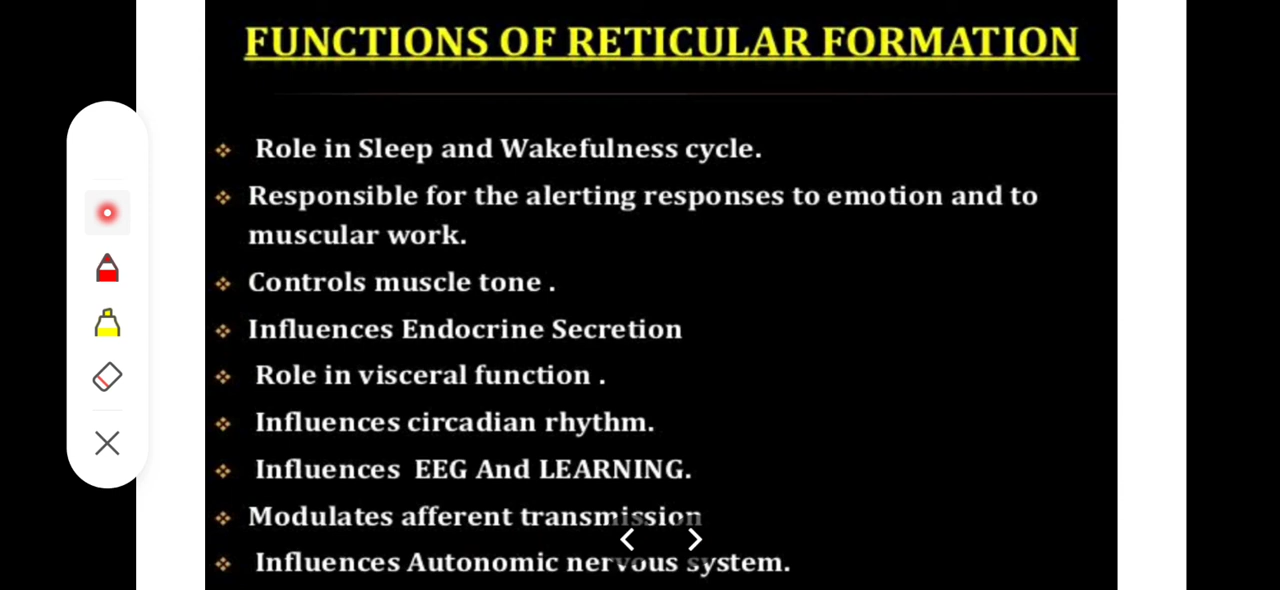 FUNCTIONS OF RETICULAR FORMATION
Role in Sleep and Wakefulness cycle.
Responsible for the alerting responses to emotion and to
muscular work.
Controls muscle tone .
Influences Endocrine Secretion
Role in visceral function .
Influences circadian rhythm.
Influences EEG And LEARNING.
Modulates afferent transmission
Influences Autonomic nervous system.